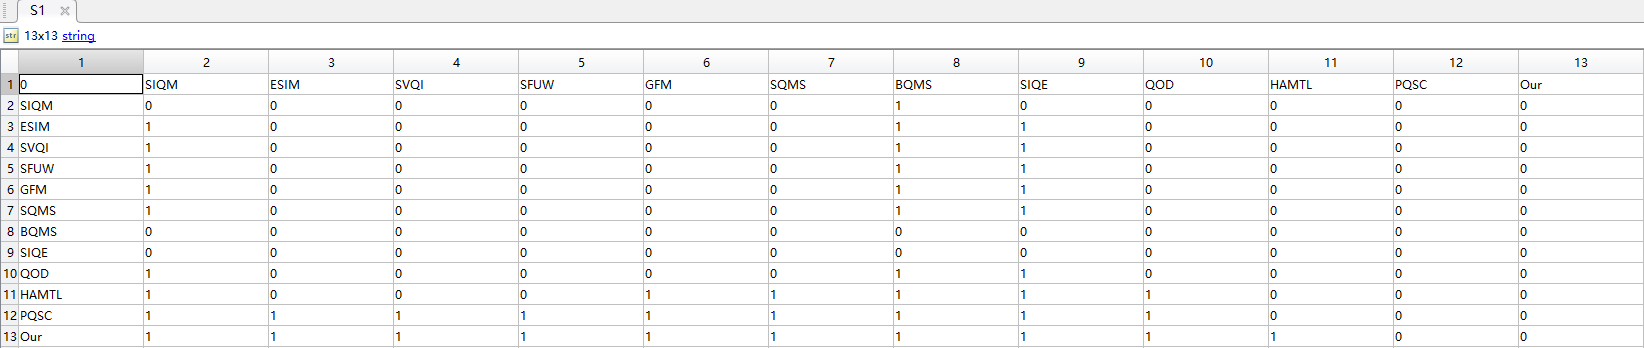 S1
str 13x13 string
1 2 3 4 5 6 7 8 9 10 11 12 13
1 0 SIQM ESIM SVQI SFUW GFM SQMS BQMS SIQE QOD HAMTL PQSC Our
2 SIQM 0 0 0 0 0 0 1 0 0 0 0 0
3 ESIM 1 0 0 0 0 0 1 1 0 0 0 0
4 SVQI 1 0 0 0 0 0 1 1 0 0 0 0
5 SFUW 1 0 0 0 0 0 1 1 0 0 0 0
6 GFM 1 0 0 0 0 0 1 1 0 0 0 0
7 SQMS 1 0 0 0 0 0 1 1 0 0 0 0
8 BQMS 0 0 0 0 0 0 0 0 0 0 0 0
9 SIQE 0 0 0 0 0 0 0 0 0 0 0 0
10 QOD 1 0 0 0 0 0 1 1 0 0 0 0
11 HAMTL 1 0 0 0 1 1 1 1 1 0 0 0
12 PQSC 1 1 1 1 1 1 1 1 1 0 0 0
13 Our 1 1 1 1 1 1 1 1 1 1 0 0